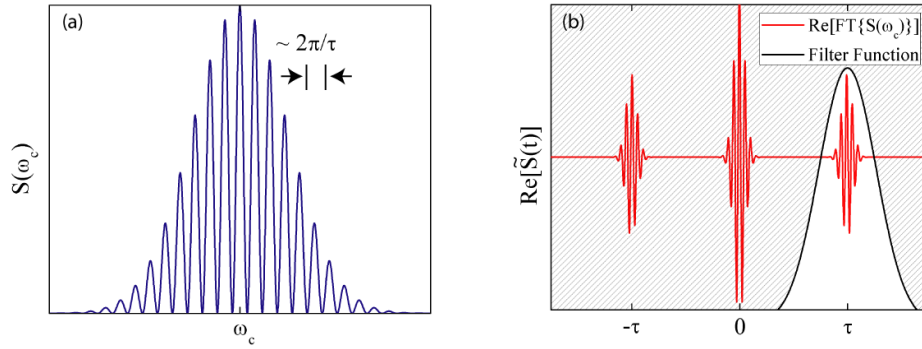 (a)
~ 2π/τ
S(ω_c)
ω_c
(b)
Re[FT{S(ω_c)}]
Filter Function
Re[S̃(t)]
-τ
0
τ